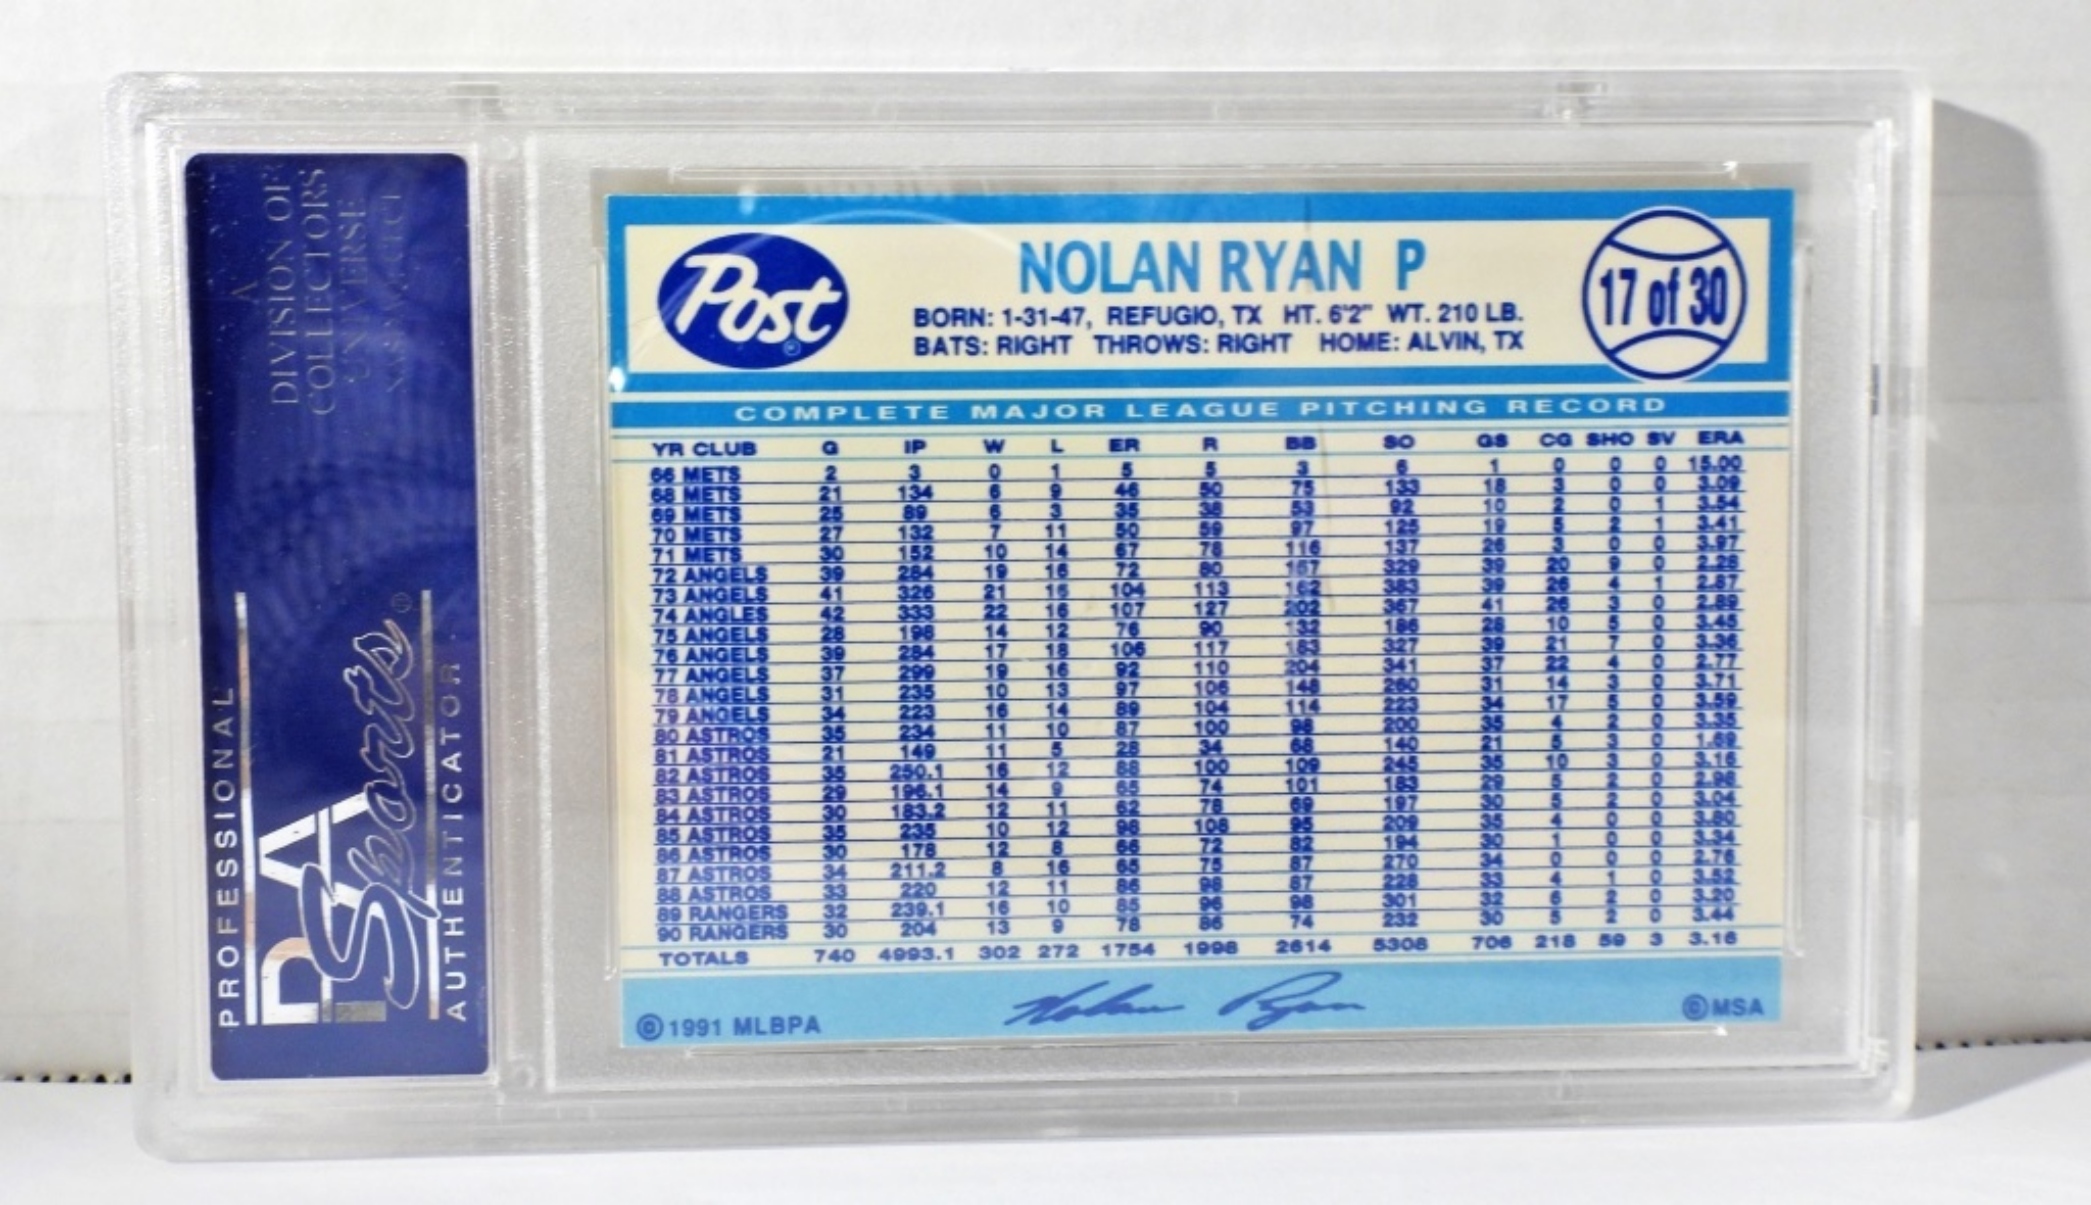 A
DIVISION OF
COLLECTORS
UNIVERSE
NASDAQ: CLCT
PROFESSIONAL
PSA
Sports ®
AUTHENTICATOR
Post ®
NOLAN RYAN P
BORN: 1-31-47, REFUGIO, TX HT. 6'2" WT. 210 LB.
BATS: RIGHT THROWS: RIGHT HOME: ALVIN, TX
17 of 30
COMPLETE MAJOR LEAGUE PITCHING RECORD
YR CLUB G IP W L ER R BB SO GS CG SHO SV ERA
66 METS 2 3 0 1 5 5 3 6 1 0 0 0 15.00
68 METS 21 134 6 9 46 50 75 133 18 3 0 0 3.09
69 METS 25 89 6 3 35 38 53 92 10 2 0 1 3.54
70 METS 27 132 7 11 50 59 97 125 19 5 2 1 3.41
71 METS 30 152 10 14 67 78 116 137 26 3 0 0 3.97
72 ANGELS 39 284 19 16 72 80 157 329 39 20 9 0 2.28
73 ANGELS 41 326 21 16 104 113 162 383 39 26 4 1 2.87
74 ANGLES 42 333 22 16 107 127 202 367 41 26 3 0 2.89
75 ANGELS 28 198 14 12 76 90 132 186 28 10 5 0 3.45
76 ANGELS 39 284 17 18 106 117 183 327 39 21 7 0 3.36
77 ANGELS 37 299 19 16 92 110 204 341 37 22 4 0 2.77
78 ANGELS 31 235 10 13 97 106 148 260 31 14 3 0 3.71
79 ANGELS 34 223 16 14 89 104 114 223 34 17 5 0 3.59
80 ASTROS 35 234 11 10 87 100 98 200 35 4 2 0 3.35
81 ASTROS 21 149 11 5 28 34 68 140 21 5 3 0 1.69
82 ASTROS 35 250.1 16 12 88 100 109 245 35 10 3 0 3.16
83 ASTROS 29 196.1 14 9 65 74 101 183 29 5 2 0 2.98
84 ASTROS 30 183.2 12 11 62 78 69 197 30 5 2 0 3.04
85 ASTROS 35 235 10 12 98 108 95 209 35 4 0 0 3.80
86 ASTROS 30 178 12 8 66 72 82 194 30 1 0 0 3.34
87 ASTROS 34 211.2 8 16 65 75 87 270 34 0 0 0 2.76
88 ASTROS 33 220 12 11 86 98 87 228 33 4 1 0 3.52
89 RANGERS 32 239.1 16 10 85 96 98 301 32 6 2 0 3.20
90 RANGERS 30 204 13 9 78 86 74 232 30 5 2 0 3.44
TOTALS 740 4993.1 302 272 1754 1998 2614 5308 706 218 59 3 3.16
Nolan Ryan
© 1991 MLBPA
© MSA